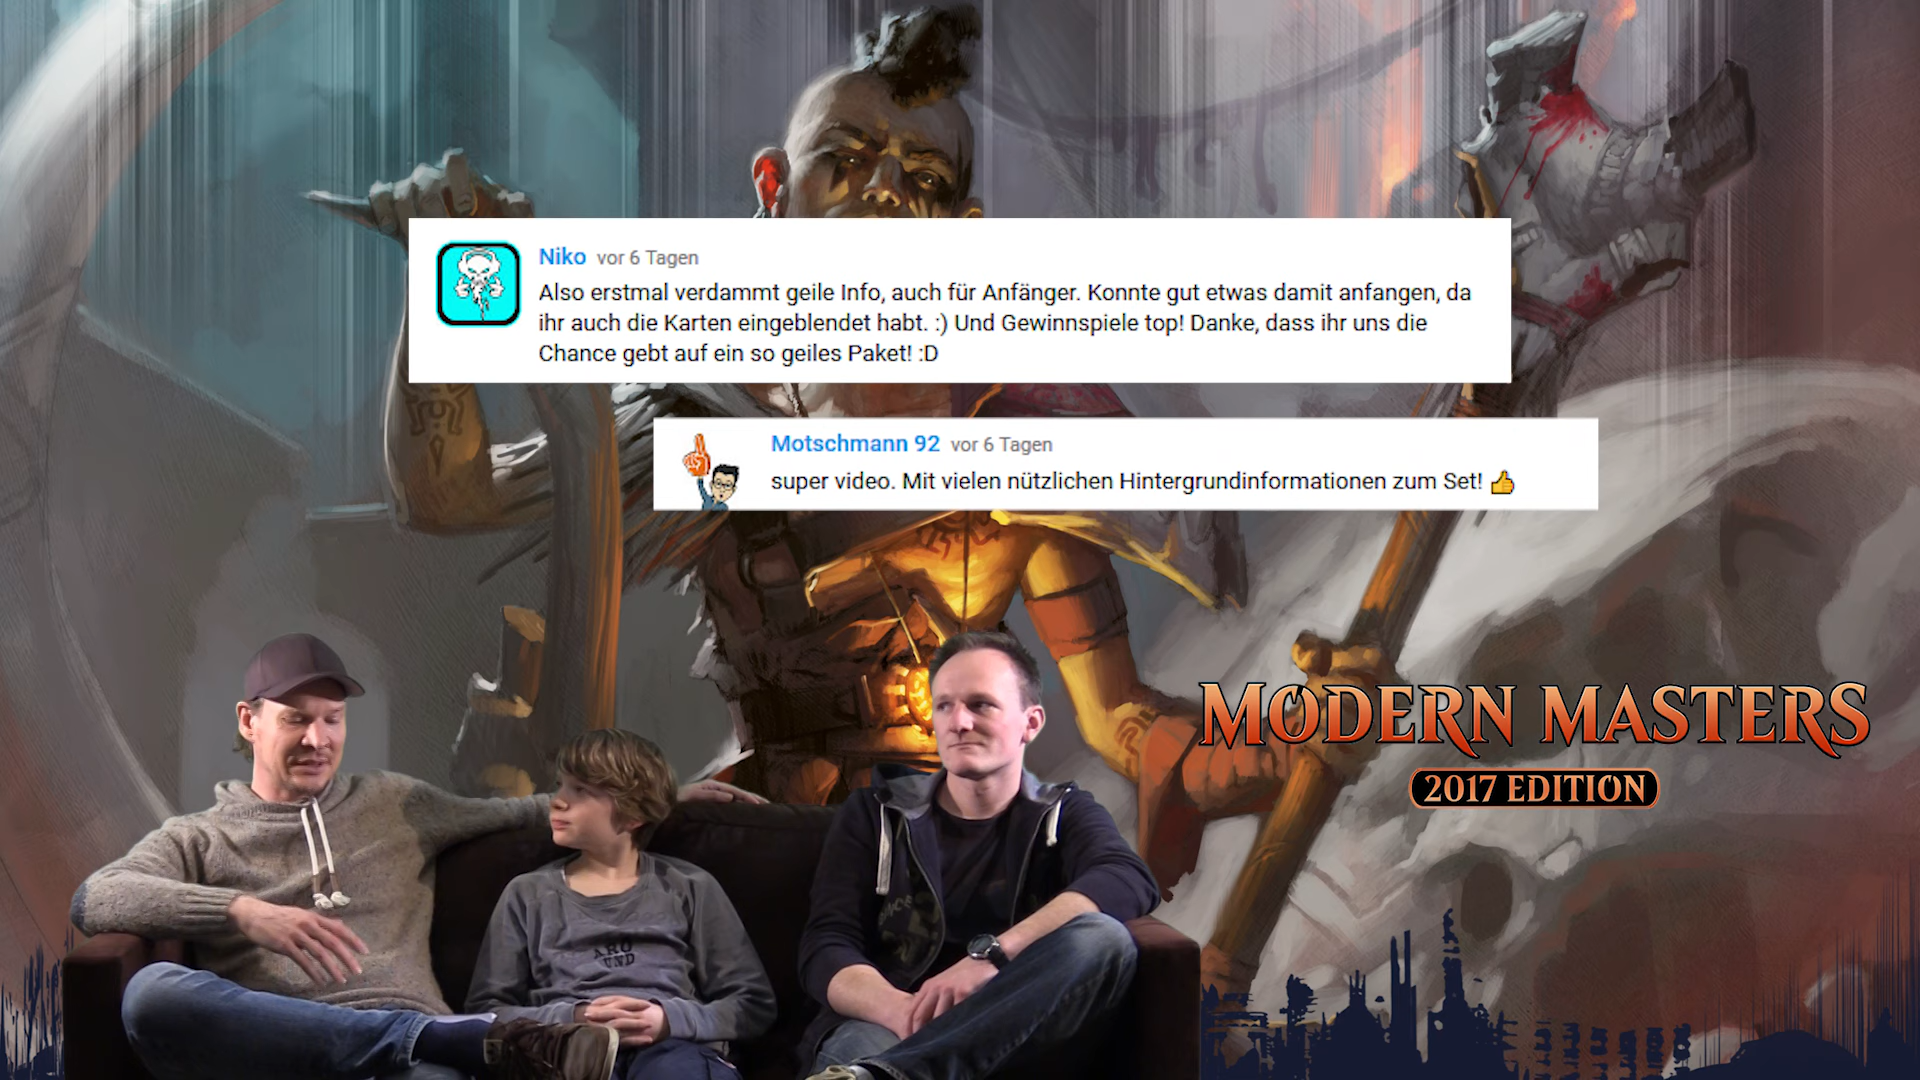 Niko vor 6 Tagen
Also erstmal verdammt geile Info, auch für Anfänger. Konnte gut etwas damit anfangen, da
ihr auch die Karten eingeblendet habt. :) Und Gewinnspiele top! Danke, dass ihr uns die
Chance gebt auf ein so geiles Paket! :D
Motschmann 92 vor 6 Tagen
super video. Mit vielen nützlichen Hintergrundinformationen zum Set! 👍
MODERN MASTERS
2017 EDITION
ARO
UND